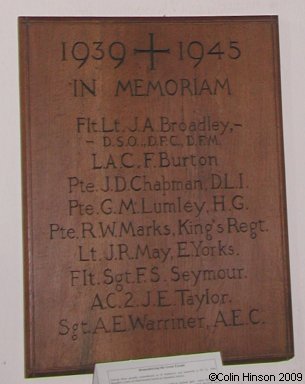 1939 + 1945
IN MEMORIAM
Flt. Lt. J.A. Broadley,-
- D.S.O., D.F.C., D.F.M.
L.A.C. F. Burton
Pte. J.D. Chapman, D.L.I.
Pte. G.M. Lumley, H.G.
Pte. R.W. Marks, King's Regt.
Lt. J.R. May, E. Yorks.
Flt. Sgt. F.S. Seymour.
A.C.2. J.E. Taylor.
Sgt. A.E. Warriner, A.E.C.
©Colin Hinson 2009